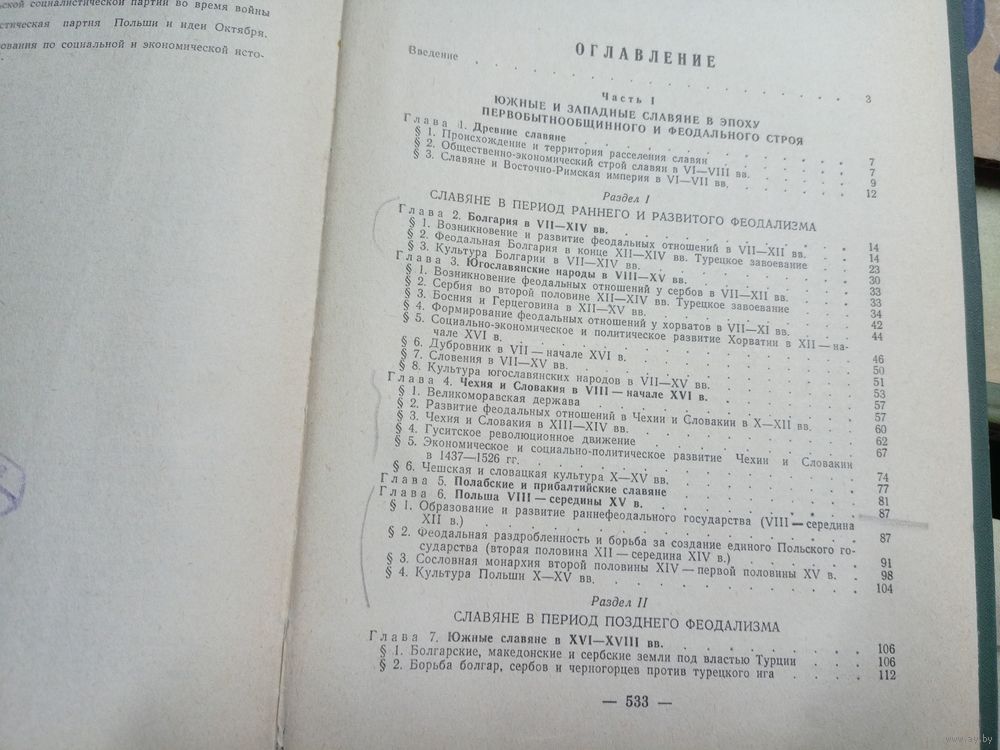 ской социалистической партии во время войны
стическая партия Польши и идеи Октября.
ования по социальной и экономической исто-
ОГЛАВЛЕНИЕ
Введение . . . . . . . . . . . . 3
Часть I
ЮЖНЫЕ И ЗАПАДНЫЕ СЛАВЯНЕ В ЭПОХУ
ПЕРВОБЫТНООБЩИННОГО И ФЕОДАЛЬНОГО СТРОЯ
Глава 1. Древние славяне . . . . . . . . . 7
§ 1. Происхождение и территория расселения славян . . . . . 7
§ 2. Общественно-экономический строй славян в VI—VIII вв. . . . . 9
§ 3. Славяне и Восточно-Римская империя в VI—VII вв. . . . . 12
Раздел I
СЛАВЯНЕ В ПЕРИОД РАННЕГО И РАЗВИТОГО ФЕОДАЛИЗМА
Глава 2. Болгария в VII—XIV вв. . . . . . . . 14
§ 1. Возникновение и развитие феодальных отношений в VII—XII вв. . . 14
§ 2. Феодальная Болгария в конце XII—XIV вв. Турецкое завоевание . . 23
§ 3. Культура Болгарии в VII—XIV вв. . . . . . . 30
Глава 3. Югославянские народы в VIII—XV вв. . . . . . 33
§ 1. Возникновение феодальных отношений у сербов в VII—XII вв. . . 33
§ 2. Сербия во второй половине XII—XIV вв. Турецкое завоевание . . 34
§ 3. Босния и Герцеговина в XII—XV вв. . . . . . . 42
§ 4. Формирование феодальных отношений у хорватов в VII—XI вв. . . 44
§ 5. Социально-экономическое и политическое развитие Хорватии в XII — на-
чале XVI в. . . . . . . . . . . 46
§ 6. Дубровник в VII — начале XVI в. . . . . . . 50
§ 7. Словения в VII—XV вв. . . . . . . . . 51
§ 8. Культура югославянских народов в VII—XV вв. . . . . . 53
Глава 4. Чехия и Словакия в VIII — начале XVI в. . . . . 57
§ 1. Великоморавская держава . . . . . . . . 57
§ 2. Развитие феодальных отношений в Чехии и Словакии в X—XII вв. . . 60
§ 3. Чехия и Словакия в XIII—XIV вв. . . . . . . 62
§ 4. Гуситское революционное движение . . . . . . 67
§ 5. Экономическое и социально-политическое развитие Чехии и Словакии
в 1437—1526 гг. . . . . . . . . . 74
§ 6. Чешская и словацкая культура X—XV вв. . . . . . 77
Глава 5. Полабские и прибалтийские славяне . . . . . 81
Глава 6. Польша VIII — середины XV в. . . . . . . 87
§ 1. Образование и развитие раннефеодального государства (VIII — середина
XII в.) . . . . . . . . . . . 87
§ 2. Феодальная раздробленность и борьба за создание единого Польского го-
сударства (вторая половина XII — середина XIV в.) . . . . 91
§ 3. Сословная монархия второй половины XIV — первой половины XV в. . 98
§ 4. Культура Польши X—XV вв. . . . . . . . 104
Раздел II
СЛАВЯНЕ В ПЕРИОД ПОЗДНЕГО ФЕОДАЛИЗМА
Глава 7. Южные славяне в XVI—XVIII вв. . . . . . . 106
§ 1. Болгарские, македонские и сербские земли под властью Турции . . . 106
§ 2. Борьба болгар, сербов и черногорцев против турецкого ига . . . . 112
— 533 —
www.ay.by